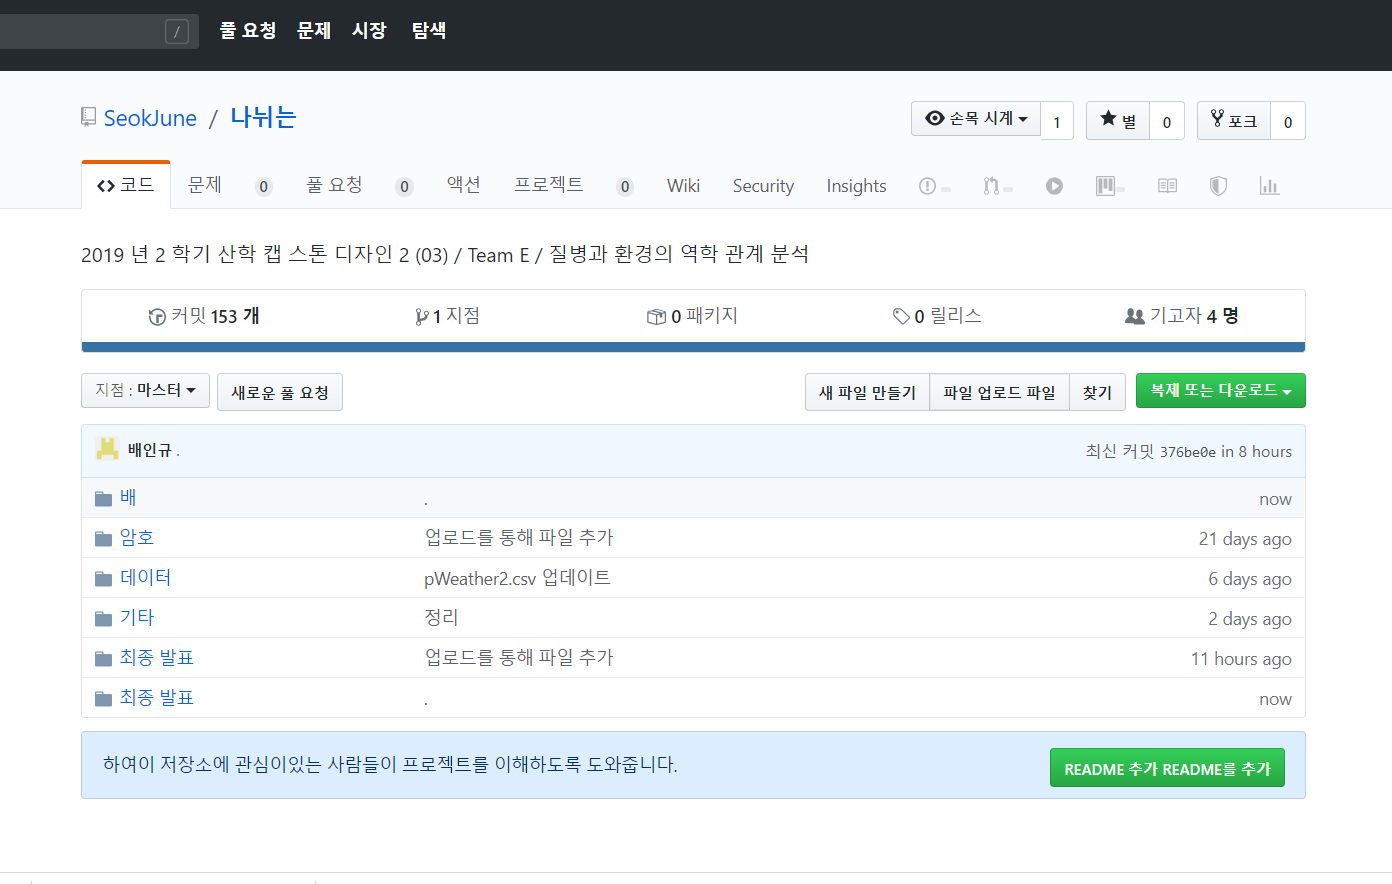 / 풀 요청 문제 시장 탐색
SeokJune / 나뉘는 손목 시계 1 별 0 포크 0
코드 문제 0 풀 요청 0 액션 프로젝트 0 Wiki Security Insights
2019 년 2 학기 산학 캡 스톤 디자인 2 (03) / Team E / 질병과 환경의 역학 관계 분석
커밋 153 개 1 지점 0 패키지 0 릴리스 기고자 4 명
지점 : 마스터 새로운 풀 요청 새 파일 만들기 파일 업로드 파일 찾기 복제 또는 다운로드
배인규 . 최신 커밋 376be0e in 8 hours
배 . now
암호 업로드를 통해 파일 추가 21 days ago
데이터 pWeather2.csv 업데이트 6 days ago
기타 정리 2 days ago
최종 발표 업로드를 통해 파일 추가 11 hours ago
최종 발표 . now
하여이 저장소에 관심이있는 사람들이 프로젝트를 이해하도록 도와줍니다. README 추가 README를 추가